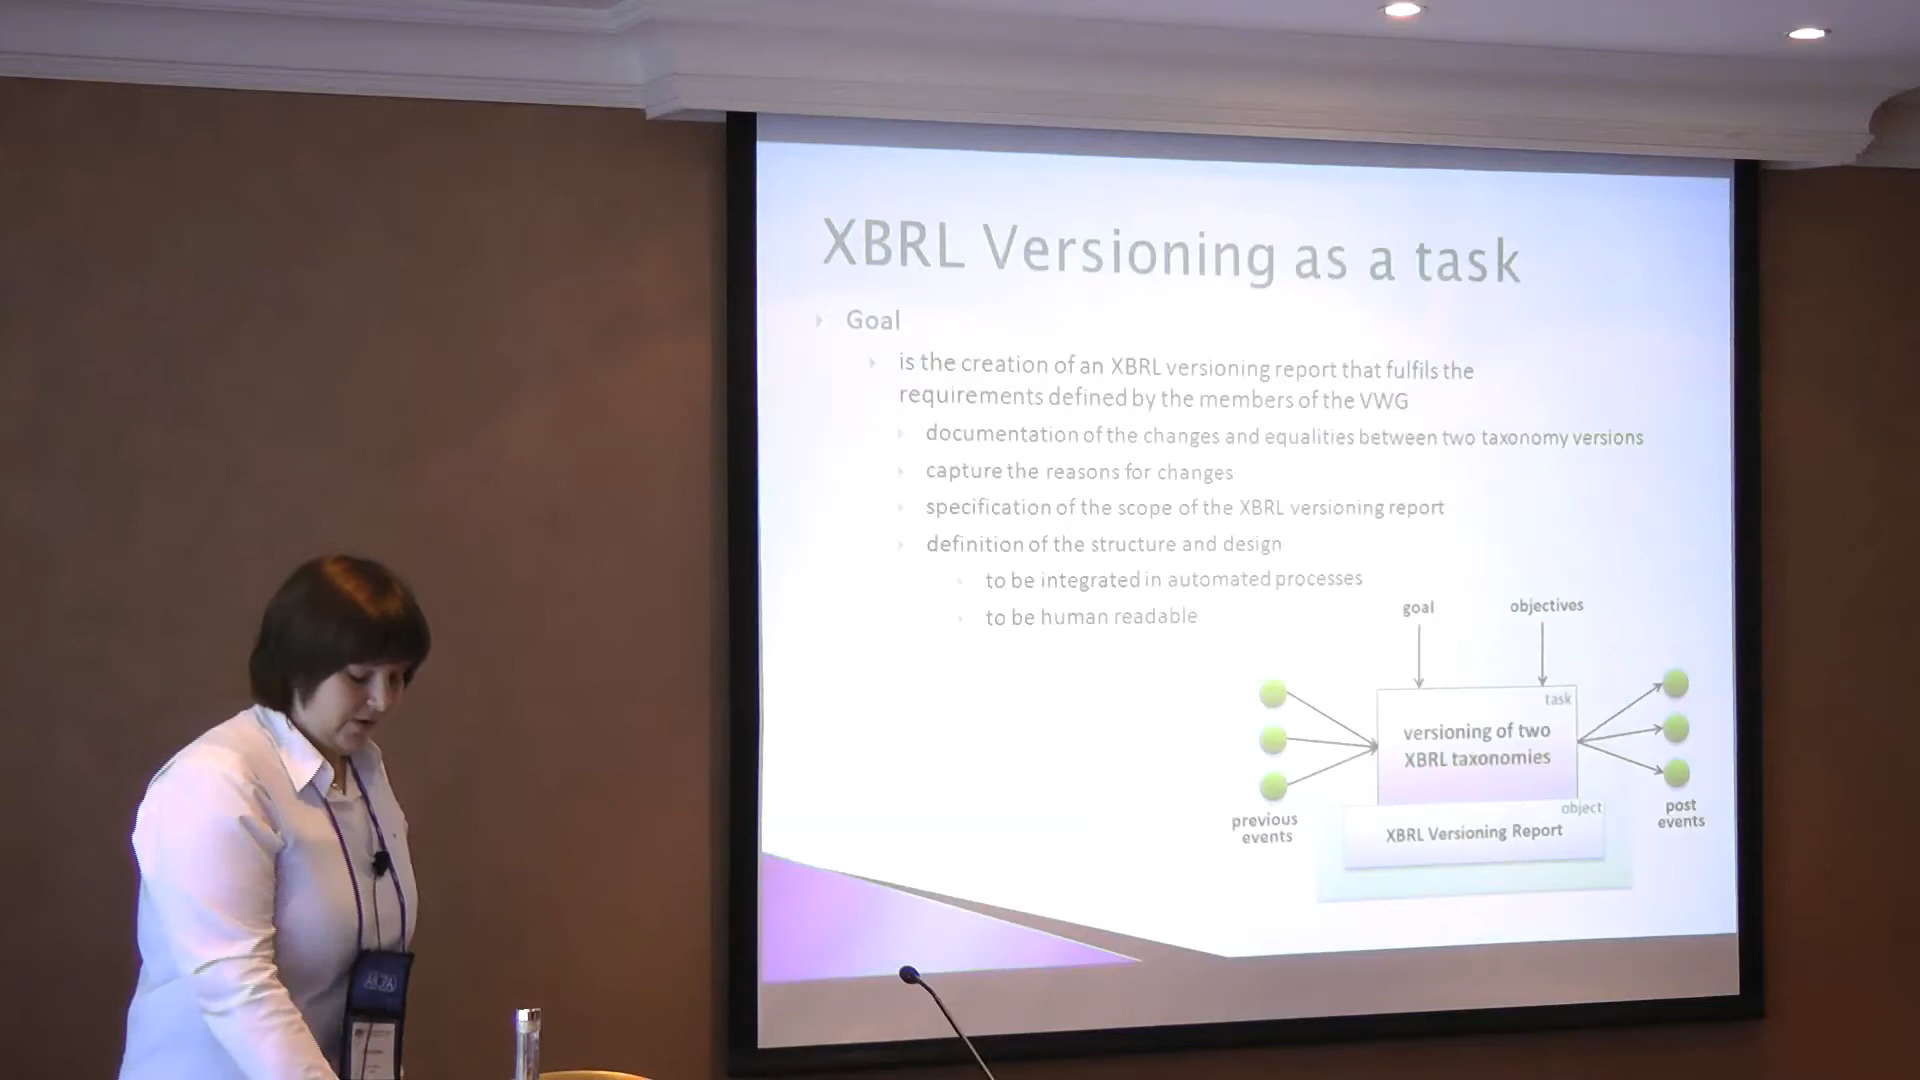 XBRL Versioning as a task
Goal
is the creation of an XBRL versioning report that fulfils the
requirements defined by the members of the VWG
documentation of the changes and equalities between two taxonomy versions
capture the reasons for changes
specification of the scope of the XBRL versioning report
definition of the structure and design
to be integrated in automated processes
to be human readable
goal
objectives
task
versioning of two
XBRL taxonomies
object
XBRL Versioning Report
previous
events
post
events